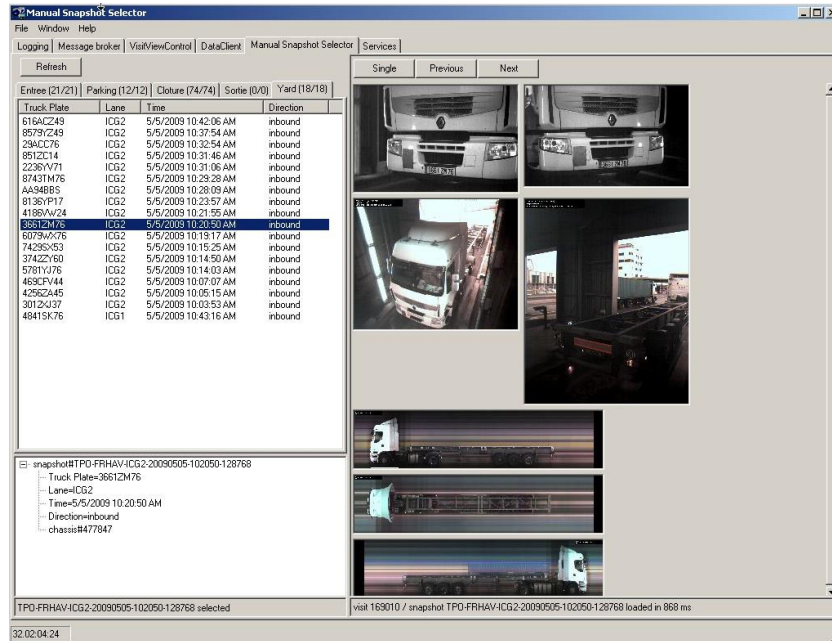 Manual Snapshot Selector
File Window Help
Logging Message broker VisitViewControl DataClient Manual Snapshot Selector Services
Refresh
Single Previous Next
Entree (21/21) Parking (12/12) Cloture (74/74) Sortie (0/0) Yard (18/18)
Truck Plate Lane Time Direction
616ACZ49 ICG2 5/5/2009 10:42:06 AM inbound
8579YZ49 ICG2 5/5/2009 10:37:54 AM inbound
29ACC76 ICG2 5/5/2009 10:32:54 AM inbound
851ZC14 ICG2 5/5/2009 10:31:46 AM inbound
2236YV71 ICG2 5/5/2009 10:31:06 AM inbound
8743TM76 ICG2 5/5/2009 10:29:28 AM inbound
AA94BBS ICG2 5/5/2009 10:28:09 AM inbound
8136YP17 ICG2 5/5/2009 10:23:57 AM inbound
4186VW24 ICG2 5/5/2009 10:21:55 AM inbound
3661ZM76 ICG2 5/5/2009 10:20:50 AM inbound
6079WX76 ICG2 5/5/2009 10:19:17 AM inbound
7429SX53 ICG2 5/5/2009 10:15:25 AM inbound
3742ZY60 ICG2 5/5/2009 10:14:50 AM inbound
5781YJ76 ICG2 5/5/2009 10:14:03 AM inbound
469CFV44 ICG2 5/5/2009 10:07:07 AM inbound
4256ZA45 ICG2 5/5/2009 10:05:15 AM inbound
3012XJ37 ICG2 5/5/2009 10:03:53 AM inbound
4841SK76 ICG1 5/5/2009 10:43:16 AM inbound
snapshot#TPO-FRHAV-ICG2-20090505-102050-128768
Truck Plate=3661ZM76
Lane=ICG2
Time=5/5/2009 10:20:50 AM
Direction=inbound
chassis#477847
TPO-FRHAV-ICG2-20090505-102050-128768 selected
visit 169010 / snapshot TPO-FRHAV-ICG2-20090505-102050-128768 loaded in 868 ms
32.02:04:24